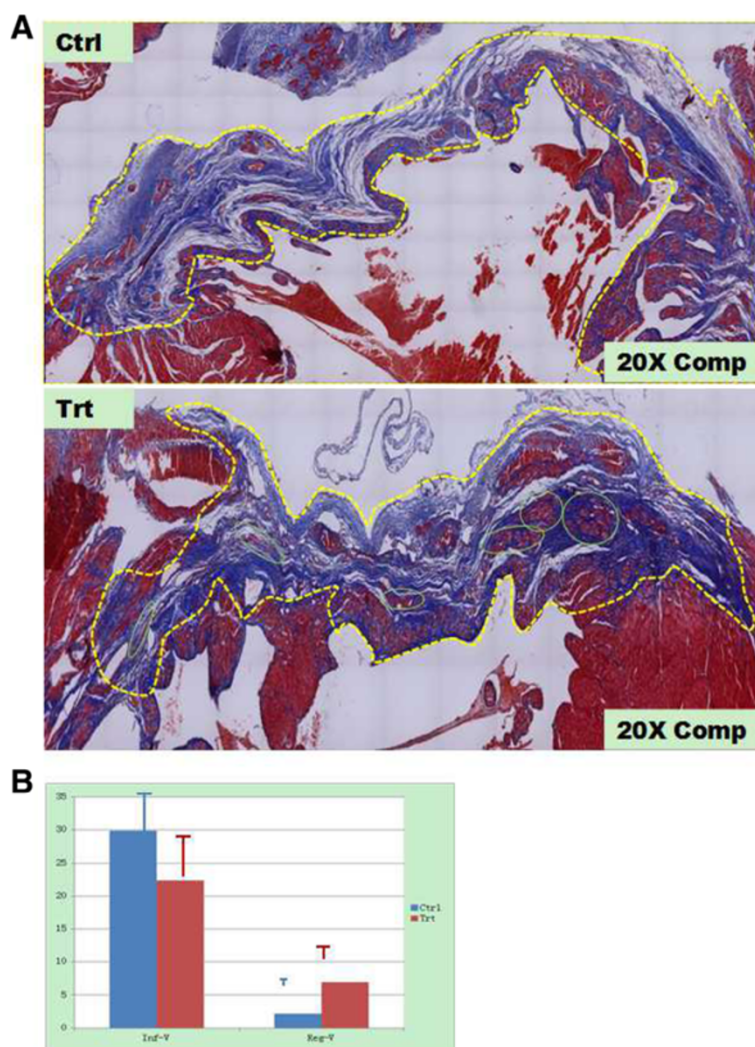 A
Ctrl
20X Comp
Trt
20X Comp
B
35
30
25
20
15
10
5
0
Inf-V
Reg-V
Ctrl
Trt